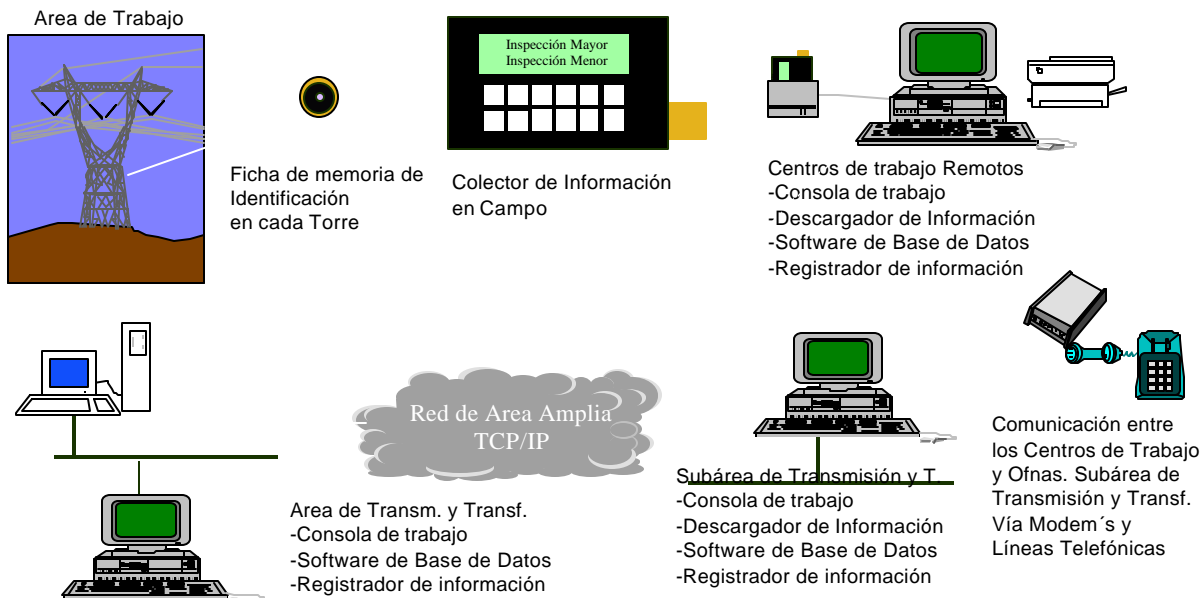 Area de Trabajo
Ficha de memoria de
Identificación
en cada Torre
Inspección Mayor
Inspección Menor
Colector de Información
en Campo
Centros de trabajo Remotos
-Consola de trabajo
-Descargador de Información
-Software de Base de Datos
-Registrador de información
Red de Area Amplia
TCP/IP
Area de Transm. y Transf.
-Consola de trabajo
-Software de Base de Datos
-Registrador de información
Subárea de Transmisión y T.
-Consola de trabajo
-Descargador de Información
-Software de Base de Datos
-Registrador de información
Comunicación entre
los Centros de Trabajo
y Ofnas. Subárea de
Transmisión y Transf.
Vía Modem´s y
Líneas Telefónicas